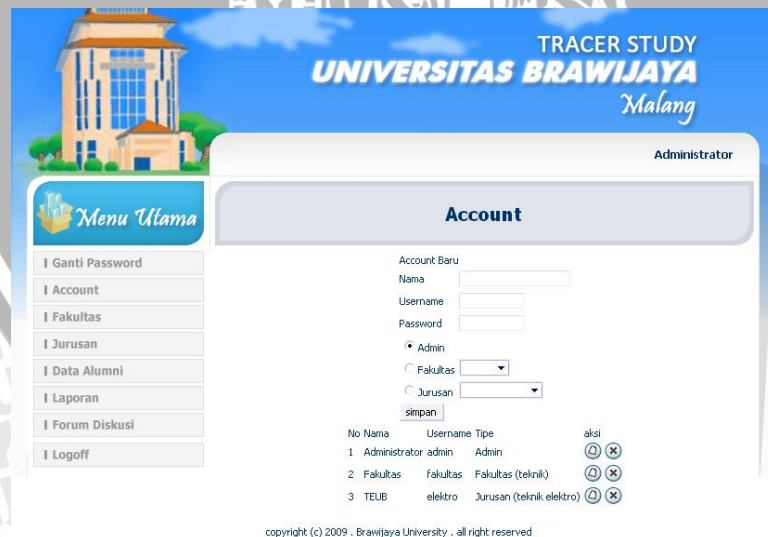 TRACER STUDY
UNIVERSITAS BRAWIJAYA
Malang
Administrator
Menu Utama
Ganti Password
Account
Fakultas
Jurusan
Data Alumni
Laporan
Forum Diskusi
Logoff
Account
Account Baru
Nama
Username
Password
Admin
Fakultas
Jurusan
simpan
No Nama Username Tipe aksi
1 Administrator admin Admin
2 Fakultas fakultas Fakultas (teknik)
3 TEUB elektro Jurusan (teknik elektro)
copyright (c) 2009 . Brawijaya University . all right reserved